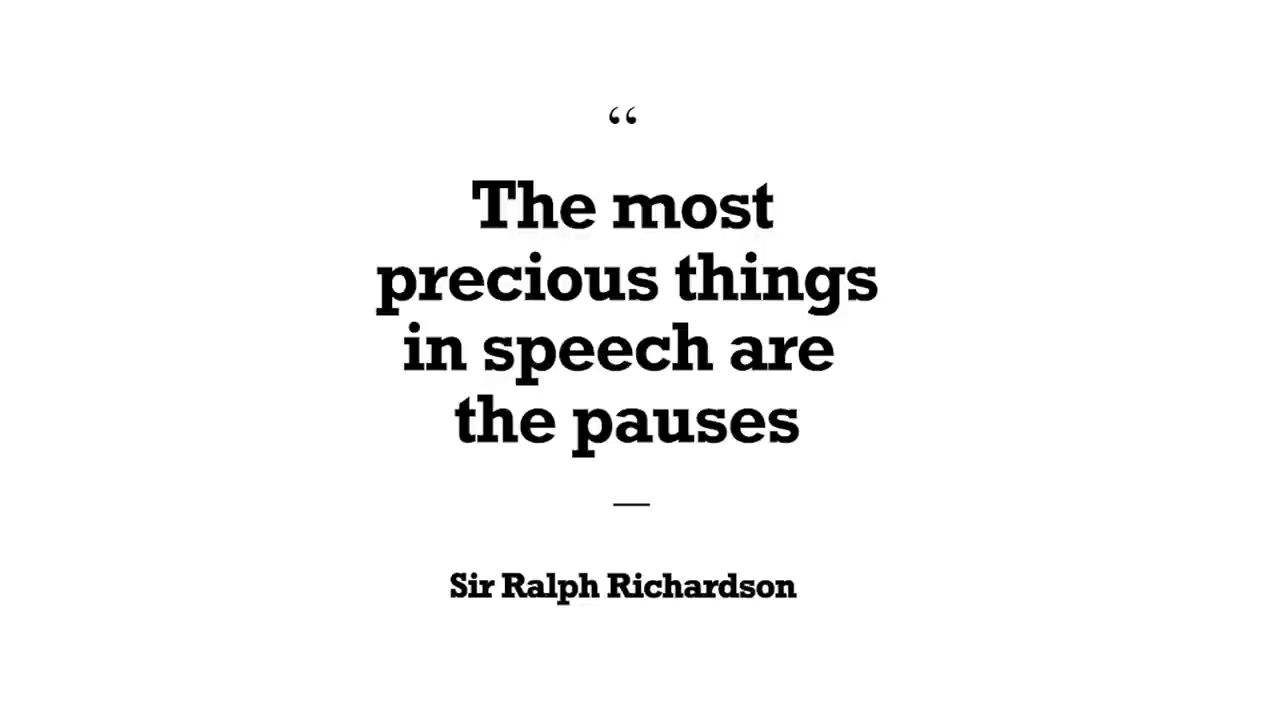 “
The most
precious things
in speech are
the pauses
—
Sir Ralph Richardson